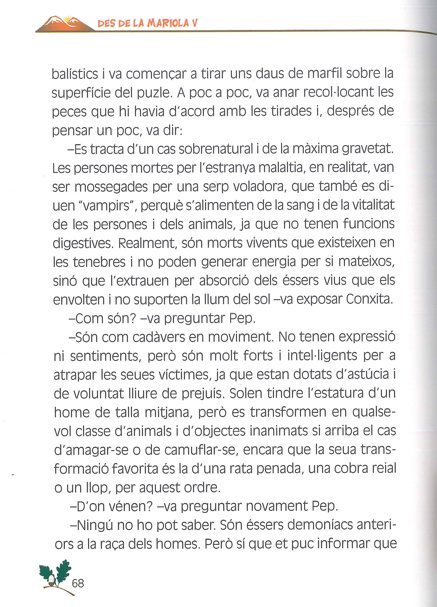 DES DE LA MARIOLA V
balístics i va començar a tirar uns daus de marfil sobre la
superfície del puzle. A poc a poc, va anar recol·locant les
peces que hi havia d'acord amb les tirades i, després de
pensar un poc, va dir:
–Es tracta d'un cas sobrenatural i de la màxima gravetat.
Les persones mortes per l'estranya malaltia, en realitat, van
ser mossegades per una serp voladora, que també es di-
uen “vampirs”, perquè s'alimenten de la sang i de la vitalitat
de les persones i dels animals, ja que no tenen funcions
digestives. Realment, són morts vivents que existeixen en
les tenebres i no poden generar energia per si mateixos,
sinó que l'extrauen per absorció dels éssers vius que els
envolten i no suporten la llum del sol –va exposar Conxita.
–Com són? –va preguntar Pep.
–Són com cadàvers en moviment. No tenen expressió
ni sentiments, però són molt forts i intel·ligents per a
atrapar les seues víctimes, ja que estan dotats d'astúcia i
de voluntat lliure de prejuís. Solen tindre l'estatura d'un
home de talla mitjana, però es transformen en qualse-
vol classe d'animals i d'objectes inanimats si arriba el cas
d'amagar-se o de camuflar-se, encara que la seua trans-
formació favorita és la d'una rata penada, una cobra reial
o un llop, per aquest ordre.
–D'on vénen? –va preguntar novament Pep.
–Ningú no ho pot saber. Són éssers demoníacs anteri-
ors a la raça dels homes. Però sí que et puc informar que
68